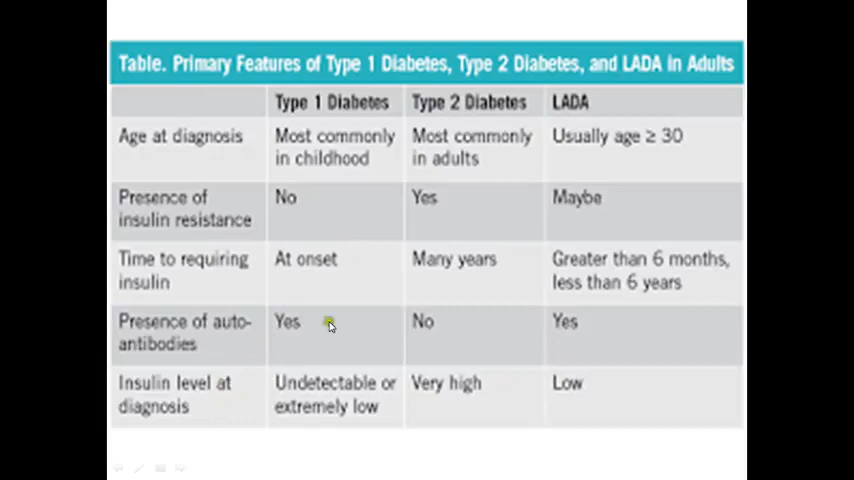 Table. Primary Features of Type 1 Diabetes, Type 2 Diabetes, and LADA in Adults
Type 1 Diabetes Type 2 Diabetes LADA
Age at diagnosis Most commonly Most commonly Usually age ≥ 30
in childhood in adults
Presence of No Yes Maybe
insulin resistance
Time to requiring At onset Many years Greater than 6 months,
insulin less than 6 years
Presence of auto- Yes No Yes
antibodies
Insulin level at Undetectable or Very high Low
diagnosis extremely low